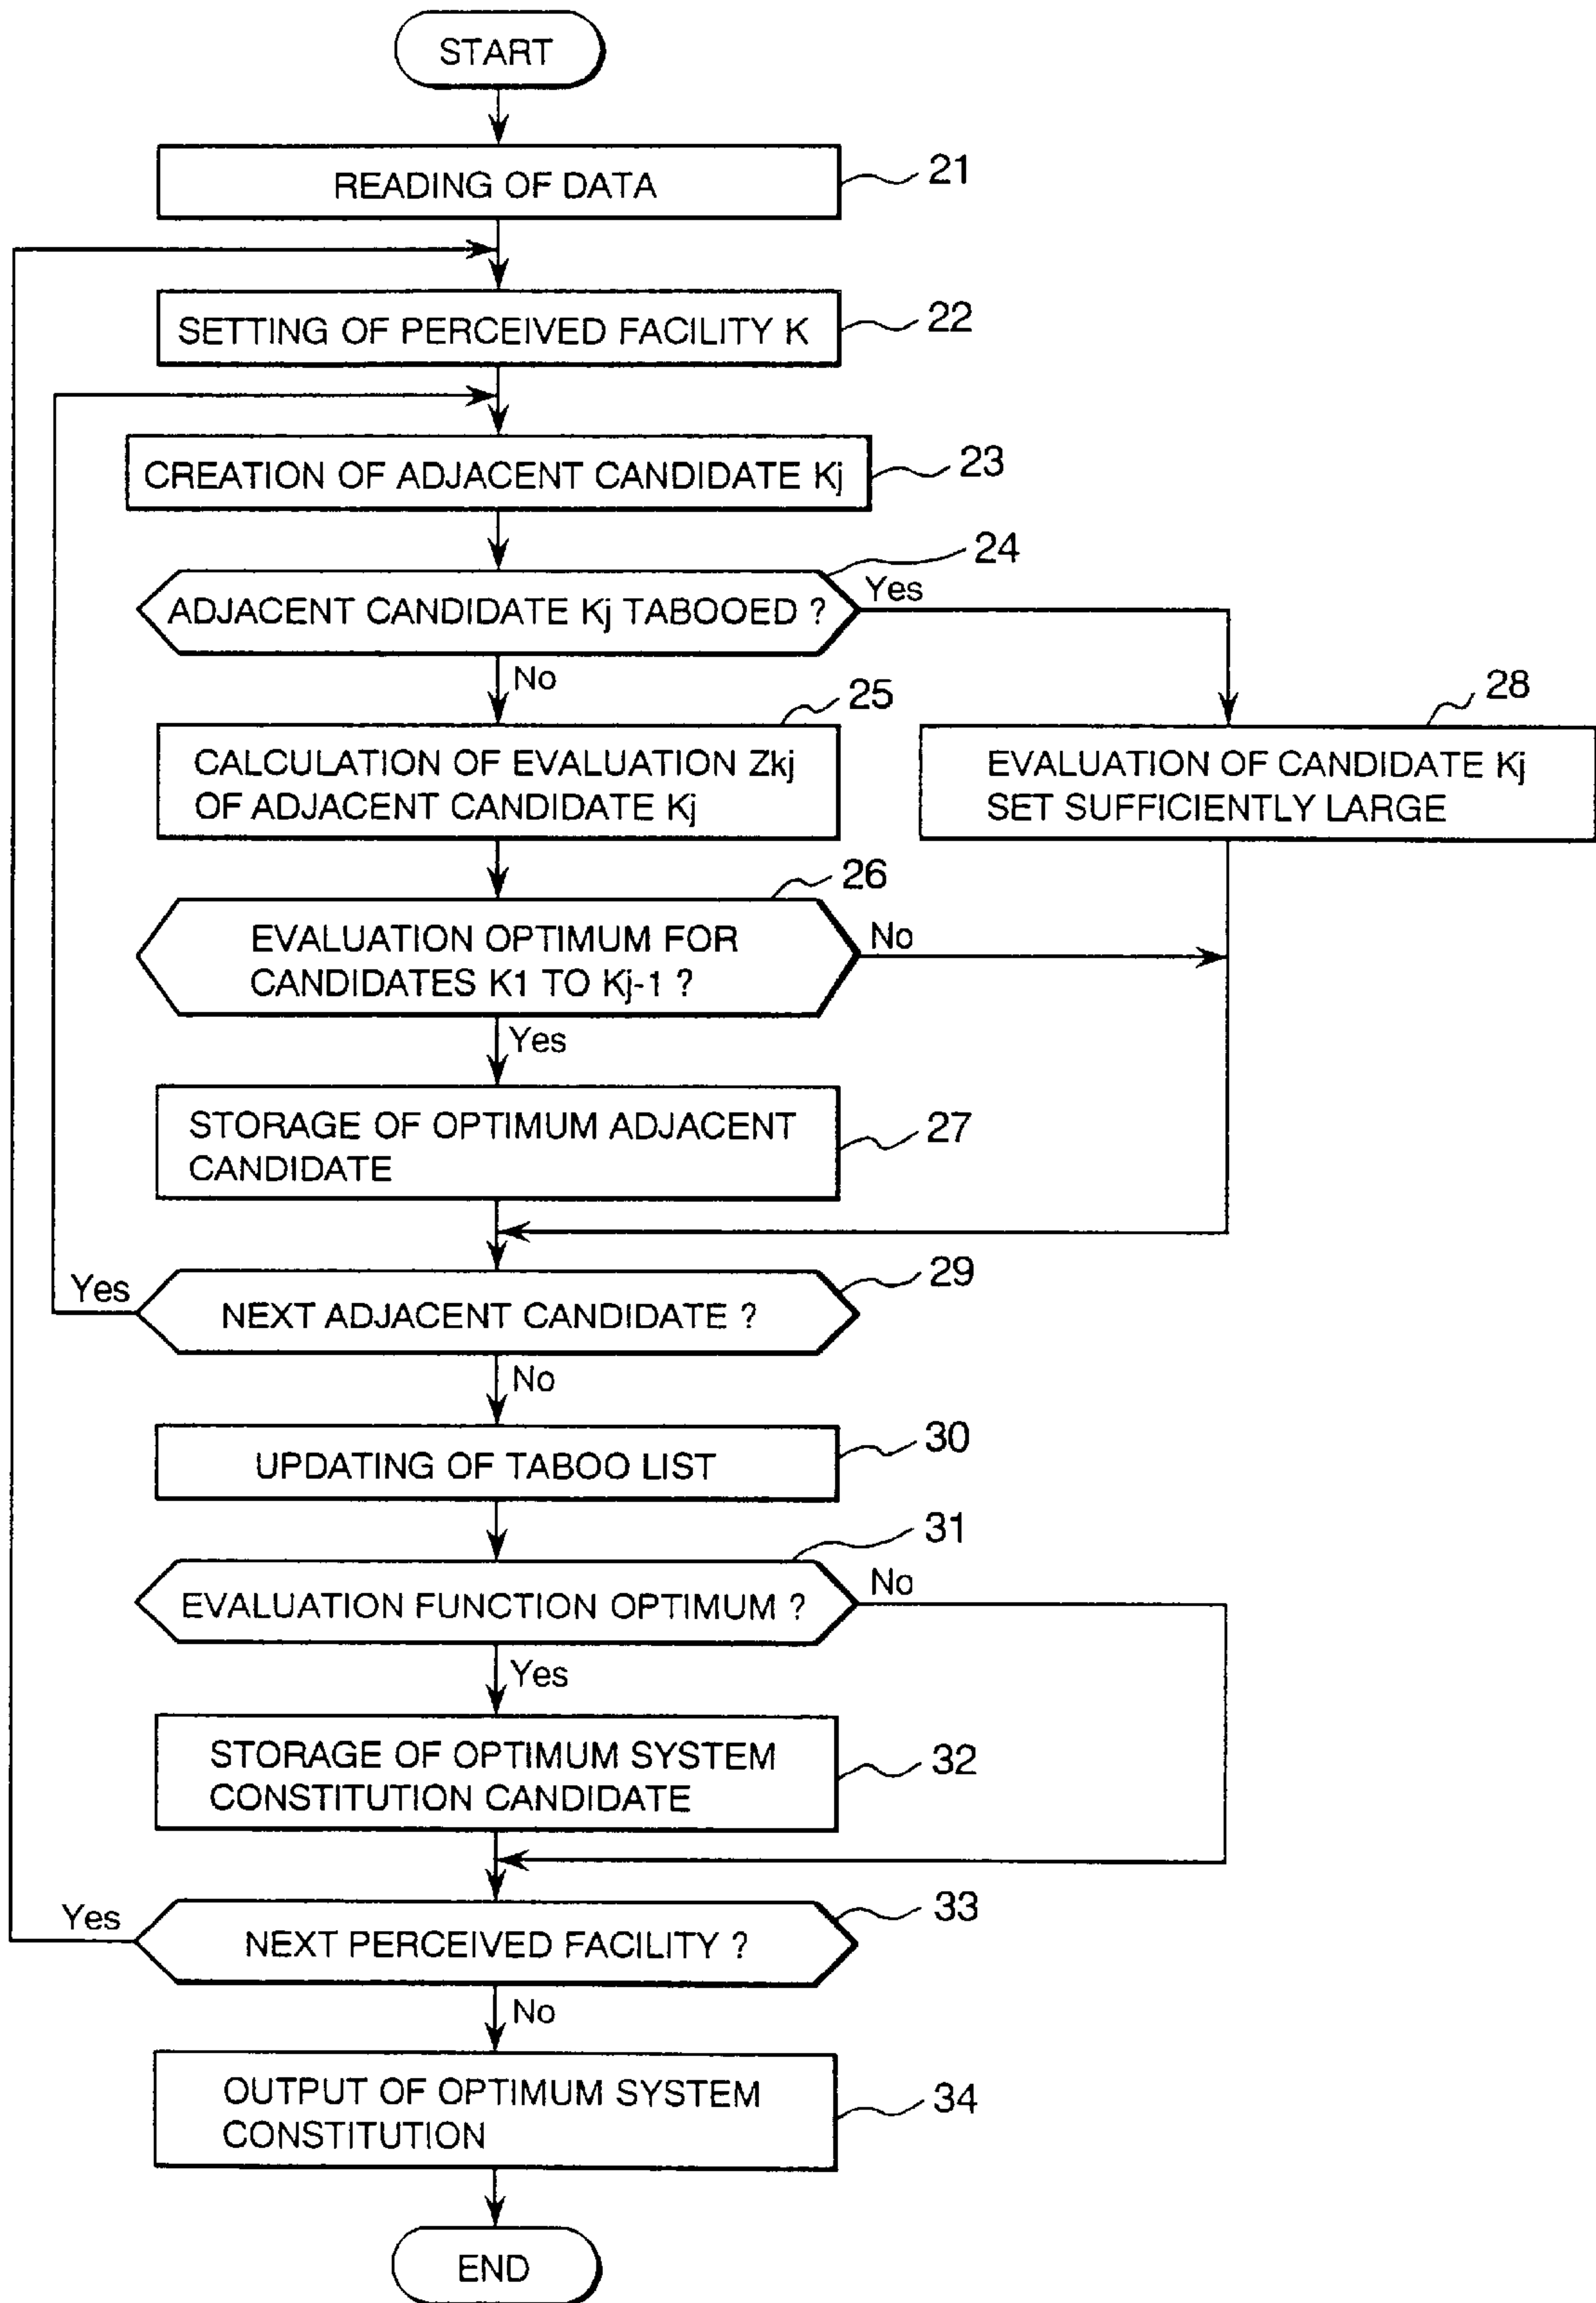 START
READING OF DATA
21
SETTING OF PERCEIVED FACILITY K
22
CREATION OF ADJACENT CANDIDATE Kj
23
24
ADJACENT CANDIDATE Kj TABOOED ?
Yes
No
25
28
CALCULATION OF EVALUATION Zkj
OF ADJACENT CANDIDATE Kj
EVALUATION OF CANDIDATE Kj
SET SUFFICIENTLY LARGE
26
EVALUATION OPTIMUM FOR
CANDIDATES K1 TO Kj-1 ?
No
Yes
STORAGE OF OPTIMUM ADJACENT
CANDIDATE
27
29
Yes
NEXT ADJACENT CANDIDATE ?
No
30
UPDATING OF TABOO LIST
31
EVALUATION FUNCTION OPTIMUM ?
No
Yes
STORAGE OF OPTIMUM SYSTEM
CONSTITUTION CANDIDATE
32
33
Yes
NEXT PERCEIVED FACILITY ?
No
OUTPUT OF OPTIMUM SYSTEM
CONSTITUTION
34
END